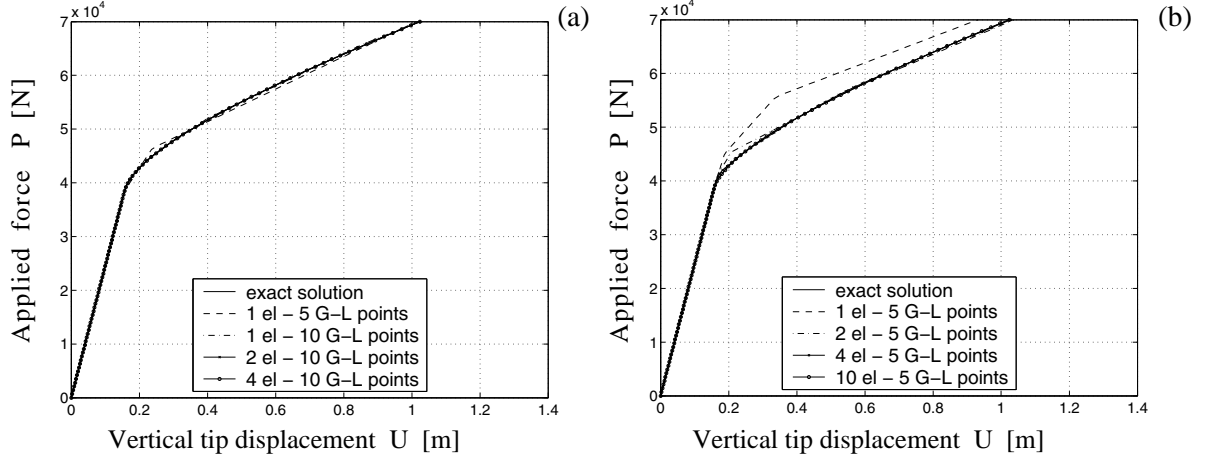 (a)
x 10⁴
7
6
5
4
3
2
1
0
Applied force P [N]
exact solution
1 el − 5 G−L points
1 el − 10 G−L points
2 el − 10 G−L points
4 el − 10 G−L points
0 0.2 0.4 0.6 0.8 1 1.2 1.4
Vertical tip displacement U [m]
(b)
x 10⁴
7
6
5
4
3
2
1
0
Applied force P [N]
exact solution
1 el − 5 G−L points
2 el − 5 G−L points
4 el − 5 G−L points
10 el − 5 G−L points
0 0.2 0.4 0.6 0.8 1 1.2 1.4
Vertical tip displacement U [m]